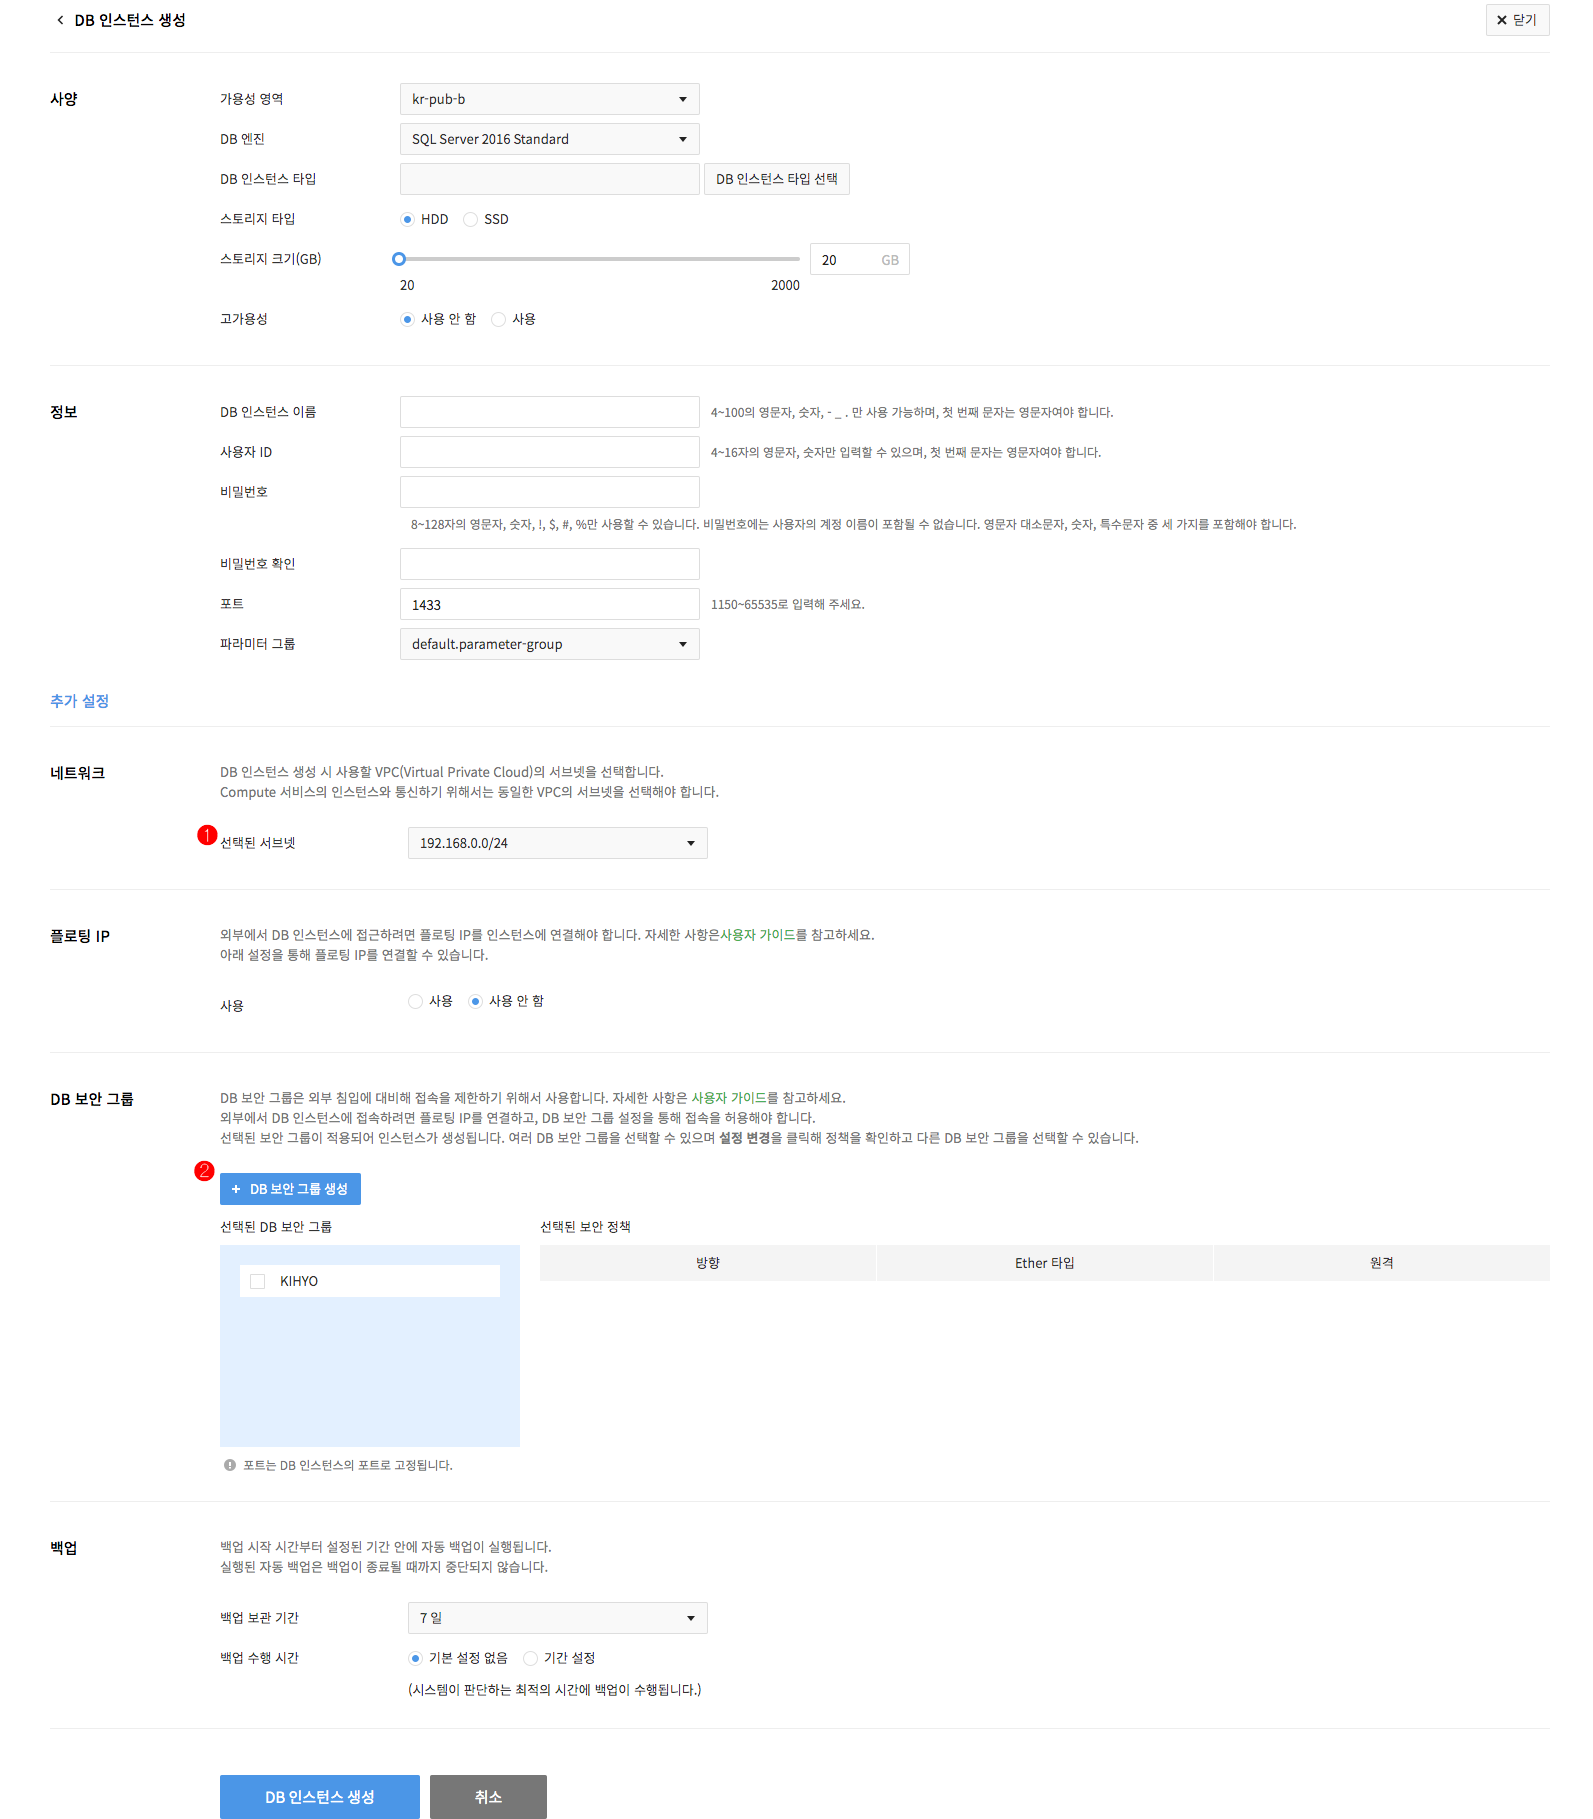 DB 인스턴스 생성
닫기
사양
가용성 영역
kr-pub-b
DB 엔진
SQL Server 2016 Standard
DB 인스턴스 타입
DB 인스턴스 타입 선택
스토리지 타입
HDD SSD
스토리지 크기(GB)
20 GB
20 2000
고가용성
사용 안 함 사용
정보
DB 인스턴스 이름
4~100의 영문자, 숫자, - _ . 만 사용 가능하며, 첫 번째 문자는 영문자여야 합니다.
사용자 ID
4~16자의 영문자, 숫자만 입력할 수 있으며, 첫 번째 문자는 영문자여야 합니다.
비밀번호
8~128자의 영문자, 숫자, !, $, #, %만 사용할 수 있습니다. 비밀번호에는 사용자의 계정 이름이 포함될 수 없습니다. 영문자 대소문자, 숫자, 특수문자 중 세 가지를 포함해야 합니다.
비밀번호 확인
포트
1433
1150~65535로 입력해 주세요.
파라미터 그룹
default.parameter-group
추가 설정
네트워크
DB 인스턴스 생성 시 사용할 VPC(Virtual Private Cloud)의 서브넷을 선택합니다.
Compute 서비스의 인스턴스와 통신하기 위해서는 동일한 VPC의 서브넷을 선택해야 합니다.
1
선택된 서브넷
192.168.0.0/24
플로팅 IP
외부에서 DB 인스턴스에 접근하려면 플로팅 IP를 인스턴스에 연결해야 합니다. 자세한 사항은사용자 가이드를 참고하세요.
아래 설정을 통해 플로팅 IP를 연결할 수 있습니다.
사용
사용 사용 안 함
DB 보안 그룹
DB 보안 그룹은 외부 침입에 대비해 접속을 제한하기 위해서 사용합니다. 자세한 사항은 사용자 가이드를 참고하세요.
외부에서 DB 인스턴스에 접속하려면 플로팅 IP를 연결하고, DB 보안 그룹 설정을 통해 접속을 허용해야 합니다.
선택된 보안 그룹이 적용되어 인스턴스가 생성됩니다. 여러 DB 보안 그룹을 선택할 수 있으며 설정 변경을 클릭해 정책을 확인하고 다른 DB 보안 그룹을 선택할 수 있습니다.
2
+ DB 보안 그룹 생성
선택된 DB 보안 그룹
선택된 보안 정책
방향 Ether 타입 원격
KIHYO
포트는 DB 인스턴스의 포트로 고정됩니다.
백업
백업 시작 시간부터 설정된 기간 안에 자동 백업이 실행됩니다.
실행된 자동 백업은 백업이 종료될 때까지 중단되지 않습니다.
백업 보관 기간
7 일
백업 수행 시간
기본 설정 없음 기간 설정
(시스템이 판단하는 최적의 시간에 백업이 수행됩니다.)
DB 인스턴스 생성
취소